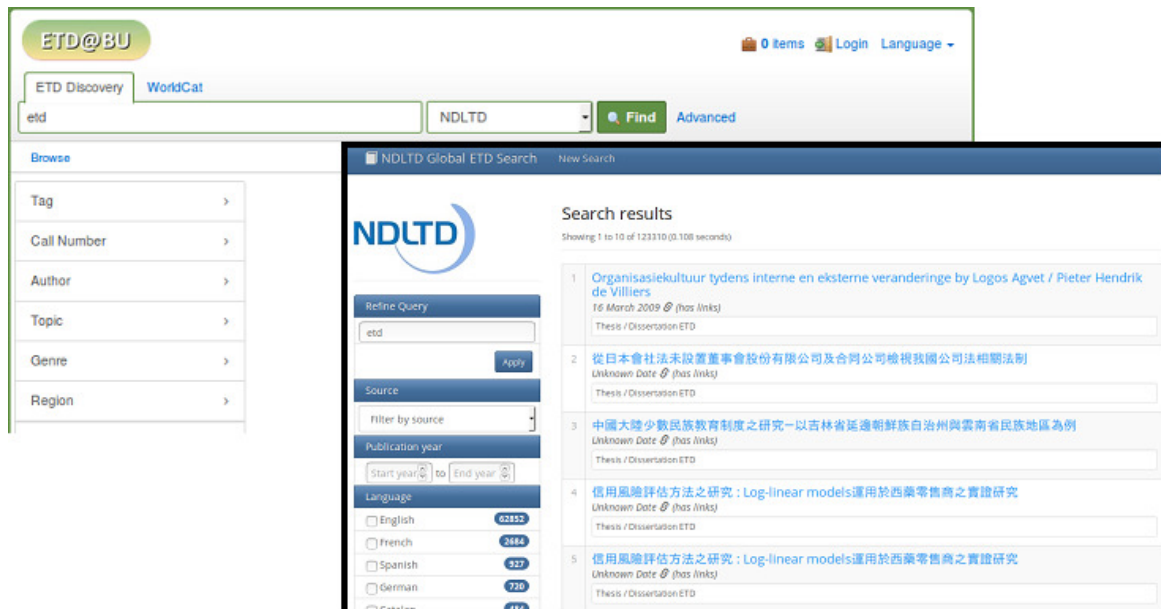 ETD@BU
0 items Login Language
ETD Discovery WorldCat
etd NDLTD Find Advanced
Browse
Tag
Call Number
Author
Topic
Genre
Region
NDLTD Global ETD Search New Search
NDLTD
Refine Query
etd
Apply
Source
Filter by source
Publication year
Start year to End year
Language
English 62852
French 2684
Spanish 927
German 720
Catalan 484
Search results
Showing 1 to 10 of 123310 (0.108 seconds)
1 Organisasiekultuur tydens interne en eksterne veranderinge by Logos Agvet / Pieter Hendrik
de Villiers
16 March 2009 (has links)
Thesis / Dissertation ETD
2 從日本會社法未設置董事會股份有限公司及合同公司檢視我國公司法相關法制
Unknown Date (has links)
Thesis / Dissertation ETD
3 中國大陸少數民族教育制度之研究—以吉林省延邊朝鮮族自治州與雲南省民族地區為例
Unknown Date (has links)
Thesis / Dissertation ETD
4 信用風險評估方法之研究 : Log-linear models運用於西藥零售商之實證研究
Unknown Date (has links)
Thesis / Dissertation ETD
5 信用風險評估方法之研究 : Log-linear models運用於西藥零售商之實證研究
Unknown Date (has links)
Thesis / Dissertation ETD